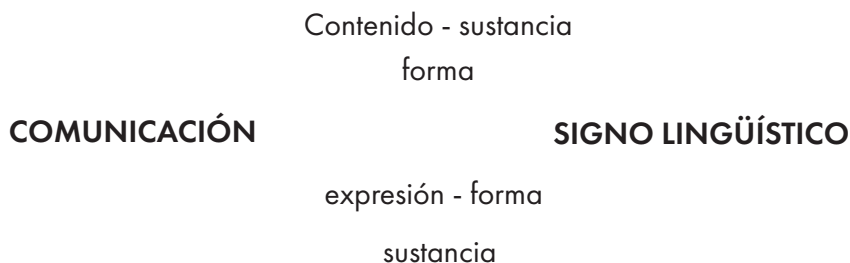 Contenido - sustancia
forma
COMUNICACIÓN SIGNO LINGÜÍSTICO
expresión - forma
sustancia